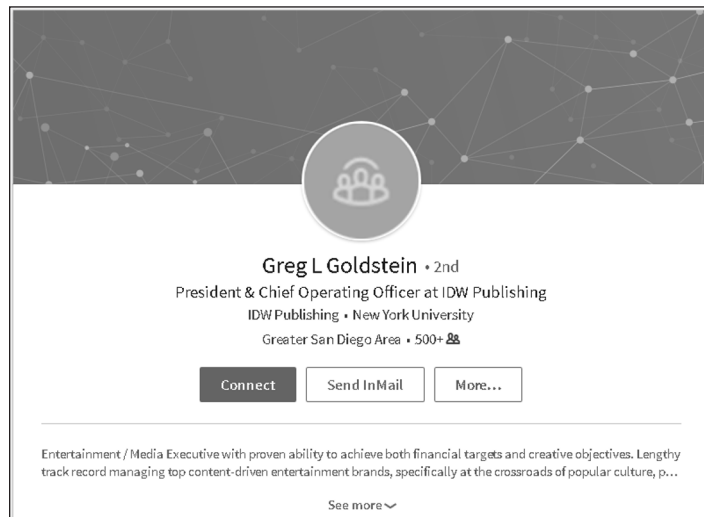 Greg L Goldstein • 2nd
President & Chief Operating Officer at IDW Publishing
IDW Publishing • New York University
Greater San Diego Area • 500+
Connect
Send InMail
More...
Entertainment / Media Executive with proven ability to achieve both financial targets and creative objectives. Lengthy
track record managing top content-driven entertainment brands, specifically at the crossroads of popular culture, p...
See more